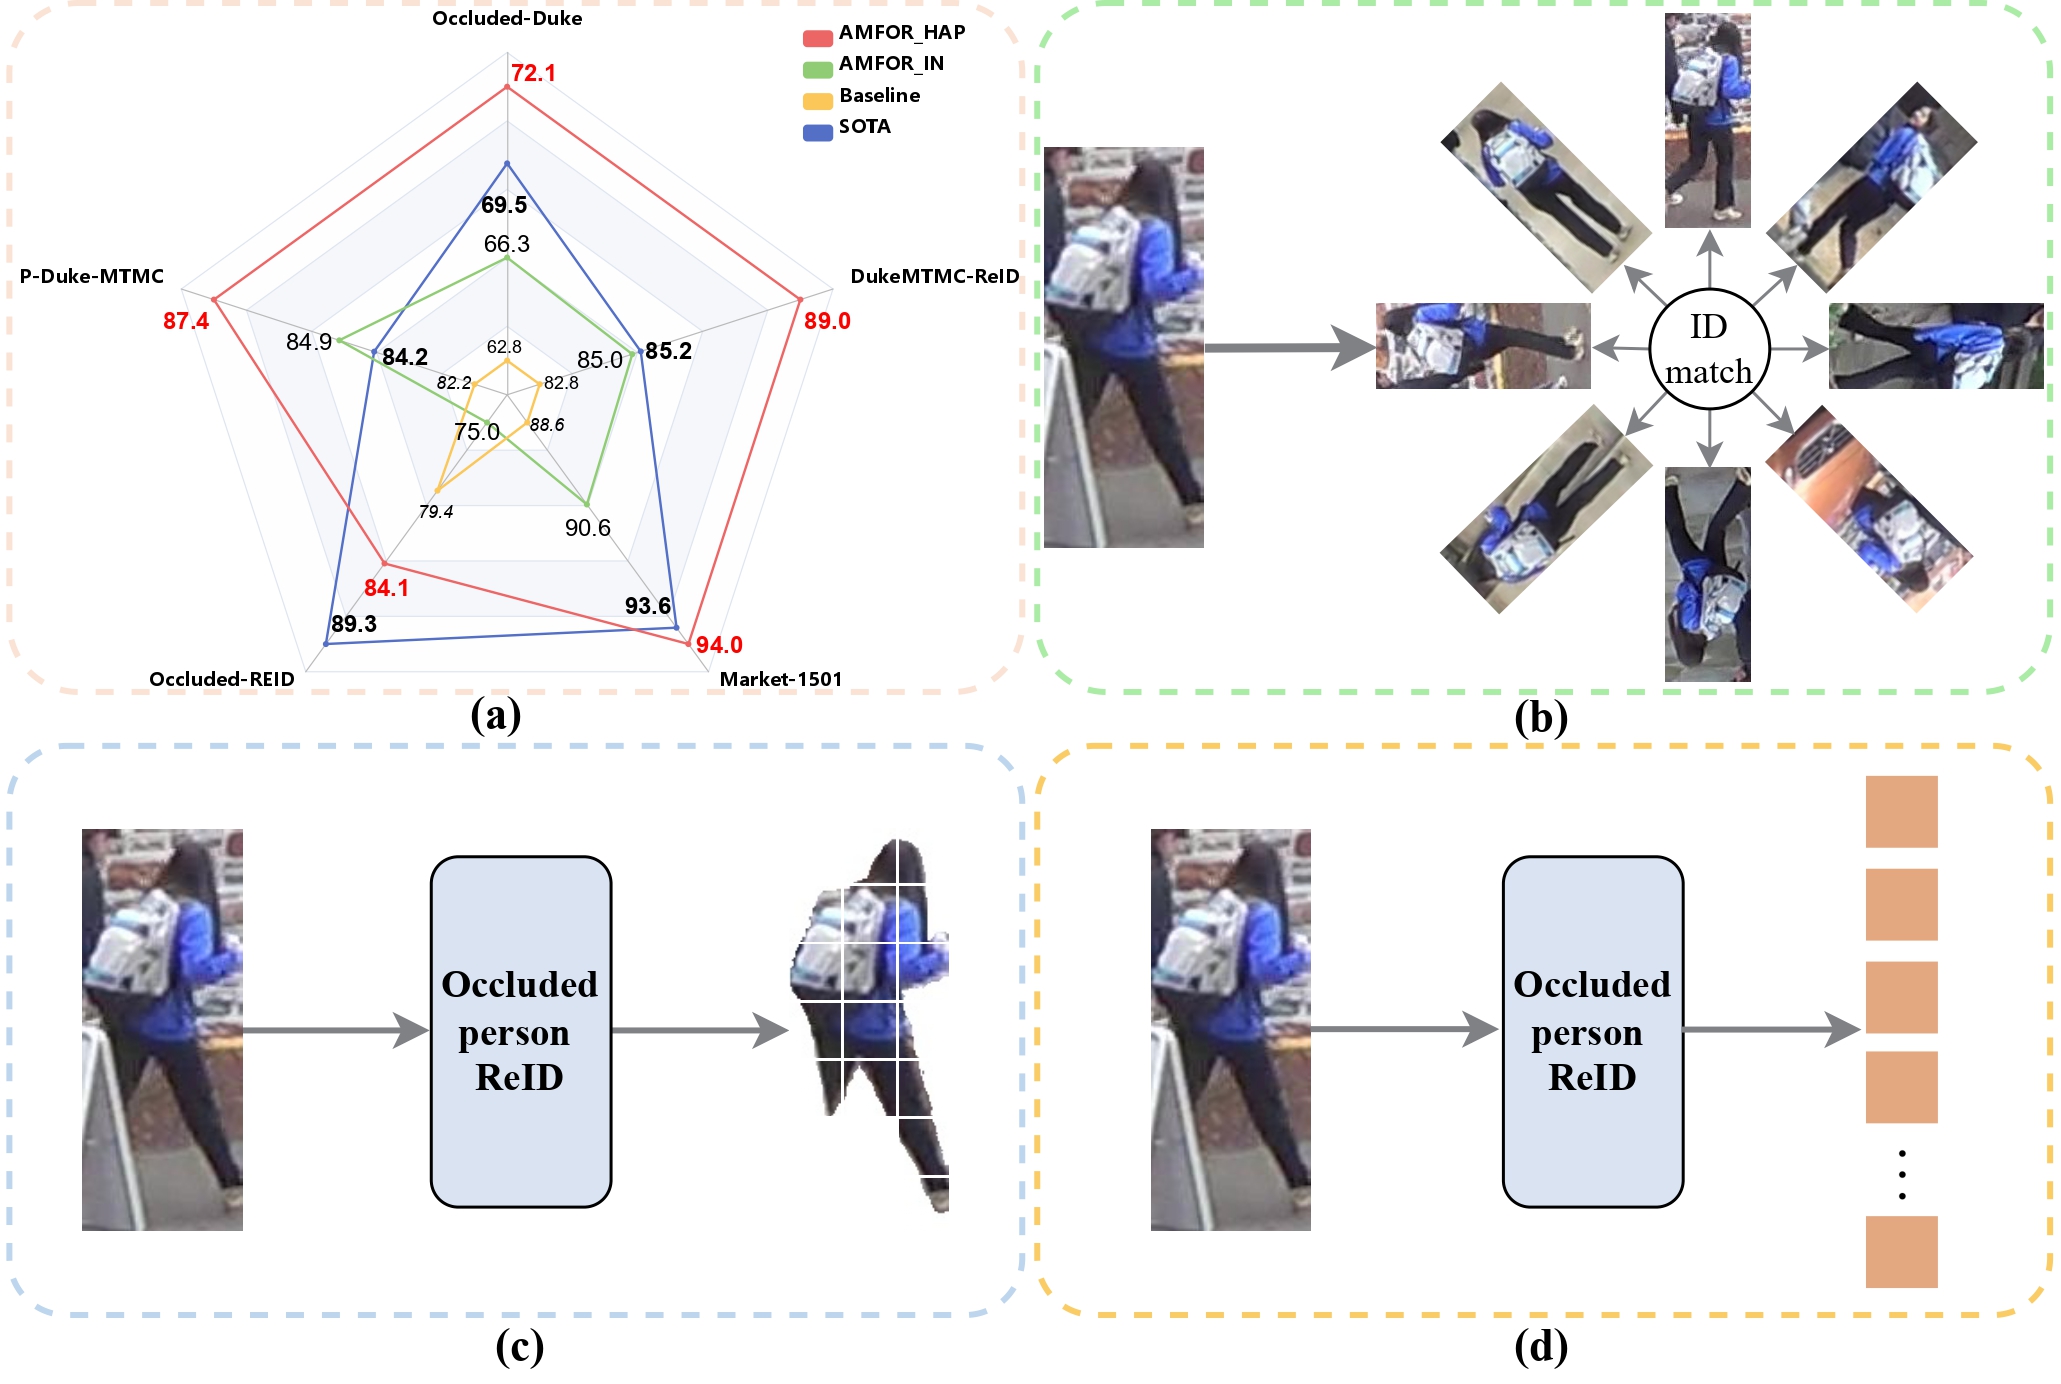 Occluded-Duke
AMFOR_HAP
AMFOR_IN
Baseline
SOTA
72.1
69.5
66.3
62.8
P-Duke-MTMC
87.4
84.9
84.2
82.2
DukeMTMC-ReID
89.0
85.2
85.0
82.8
75.0
88.6
79.4
90.6
84.1
93.6
89.3
94.0
Occluded-REID
Market-1501
(a)
ID
match
(b)
Occluded
person
ReID
(c)
Occluded
person
ReID
(d)